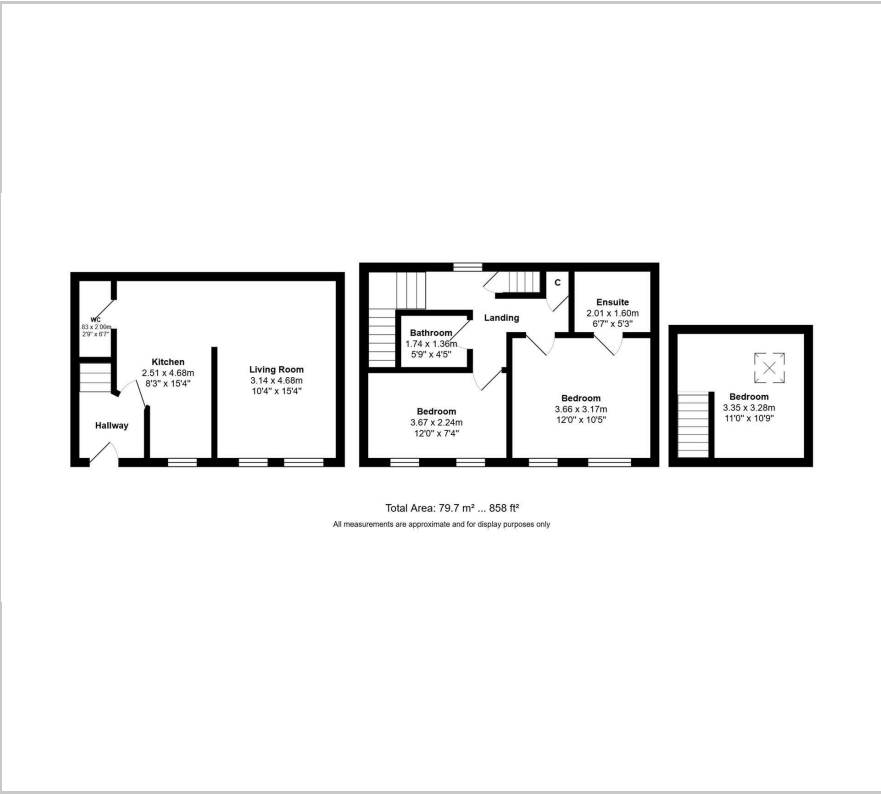 wc
.83 x 2.00m
2'9" x 6'7"
Kitchen
2.51 x 4.68m
8'3" x 15'4"
Living Room
3.14 x 4.68m
10'4" x 15'4"
Hallway
C
Ensuite
2.01 x 1.60m
6'7" x 5'3"
Landing
Bathroom
1.74 x 1.36m
5'9" x 4'5"
Bedroom
3.67 x 2.24m
12'0" x 7'4"
Bedroom
3.66 x 3.17m
12'0" x 10'5"
Bedroom
3.35 x 3.28m
11'0" x 10'9"
Total Area: 79.7 m² ... 858 ft²
All measurements are approximate and for display purposes only